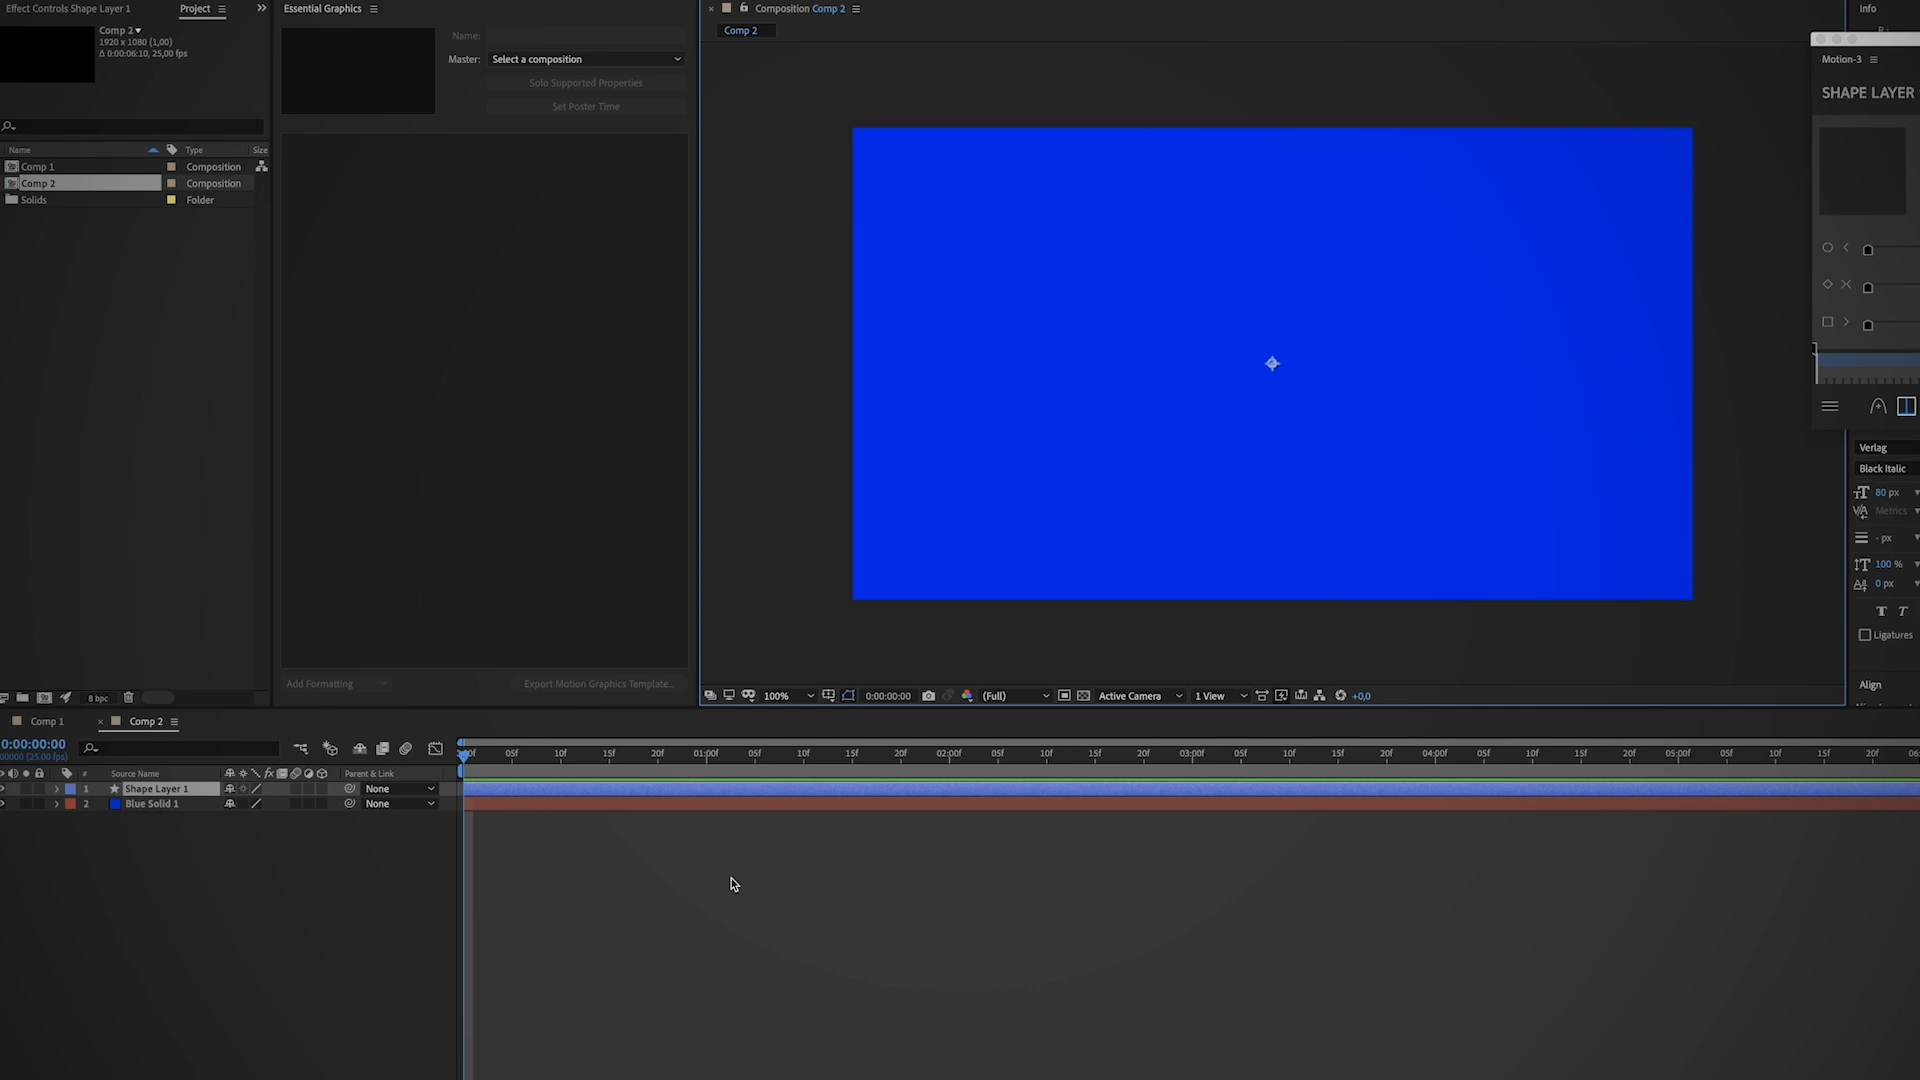 Effect Controls Shape Layer 1
Project
Essential Graphics
Composition Comp 2
Info
Comp 2
1920 x 1080 (1,00)
Δ 0:00:06:10, 25,00 fps
Name:
Master: Select a composition
Solo Supported Properties
Set Poster Time
Comp 2
Motion-3
SHAPE LAYER
Name Type Size
Comp 1 Composition
Comp 2 Composition
Solids Folder
Verlag
Black Italic
80 px
Metrics
- px
100 %
0 px
T T
Ligatures
Align
Add Formatting
Export Motion Graphics Template...
8 bpc
100% 0:00:00:00 (Full) Active Camera 1 View +0,0
Comp 1 Comp 2
0:00:00:00
00000 (25.00 fps)
05f 10f 15f 20f 01:00f 05f 10f 15f 20f 02:00f 05f 10f 15f 20f 03:00f 05f 10f 15f 20f 04:00f 05f 10f 15f 20f 05:00f 05f 10f 15f 20f
# Source Name fx Parent & Link
1 Shape Layer 1 None
2 Blue Solid 1 None